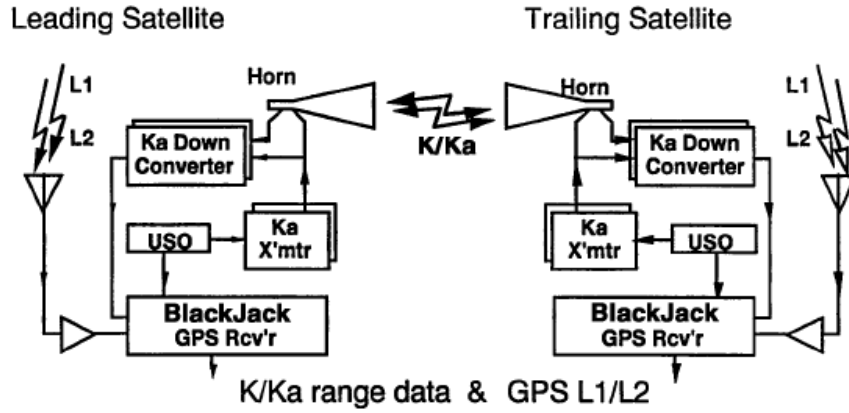 Leading Satellite
Trailing Satellite
L1
L2
Horn
Ka Down
Converter
USO
Ka
X'mtr
BlackJack
GPS Rcv'r
K/Ka
Horn
Ka Down
Converter
L1
L2
Ka
X'mtr
USO
BlackJack
GPS Rcv'r
K/Ka range data & GPS L1/L2